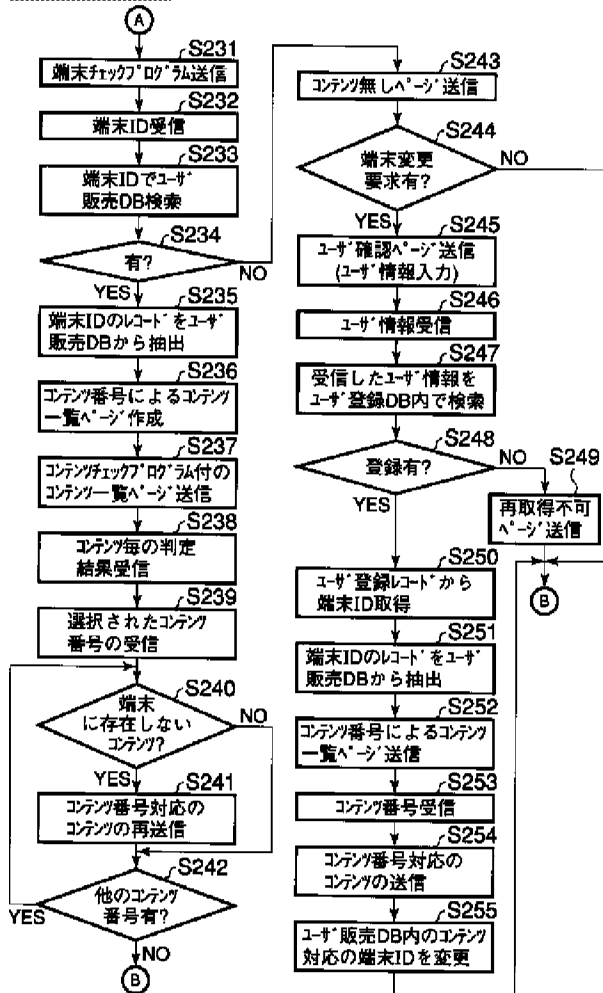 A
S231
端末チェックプログラム送信
S232
端末ID受信
S233
端末IDでユーザ
販売DB検索
S234
有?
NO
YES
S235
端末IDのレコードをユーザ
販売DBから抽出
S236
コンテンツ番号によるコンテンツ
一覧ページ作成
S237
コンテンツチェックプログラム付の
コンテンツ一覧ページ送信
S238
コンテンツ毎の判定
結果受信
S239
選択されたコンテンツ
番号の受信
S240
端末
に存在しない
コンテンツ?
NO
YES
S241
コンテンツ番号対応の
コンテンツの再送信
S242
他のコンテンツ
番号有?
YES
NO
B
S243
コンテンツ無しページ送信
S244
端末変更
要求有?
NO
YES
S245
ユーザ確認ページ送信
(ユーザ情報入力)
S246
ユーザ情報受信
S247
受信したユーザ情報を
ユーザ登録DB内で検索
S248
登録有?
NO
YES
S249
再取得不可
ページ送信
B
S250
ユーザ登録レコードから
端末ID取得
S251
端末IDのレコードをユーザ
販売DBから抽出
S252
コンテンツ番号によるコンテンツ
一覧ページ送信
S253
コンテンツ番号受信
S254
コンテンツ番号対応の
コンテンツの送信
S255
ユーザ販売DB内のコンテンツ
対応の端末IDを変更